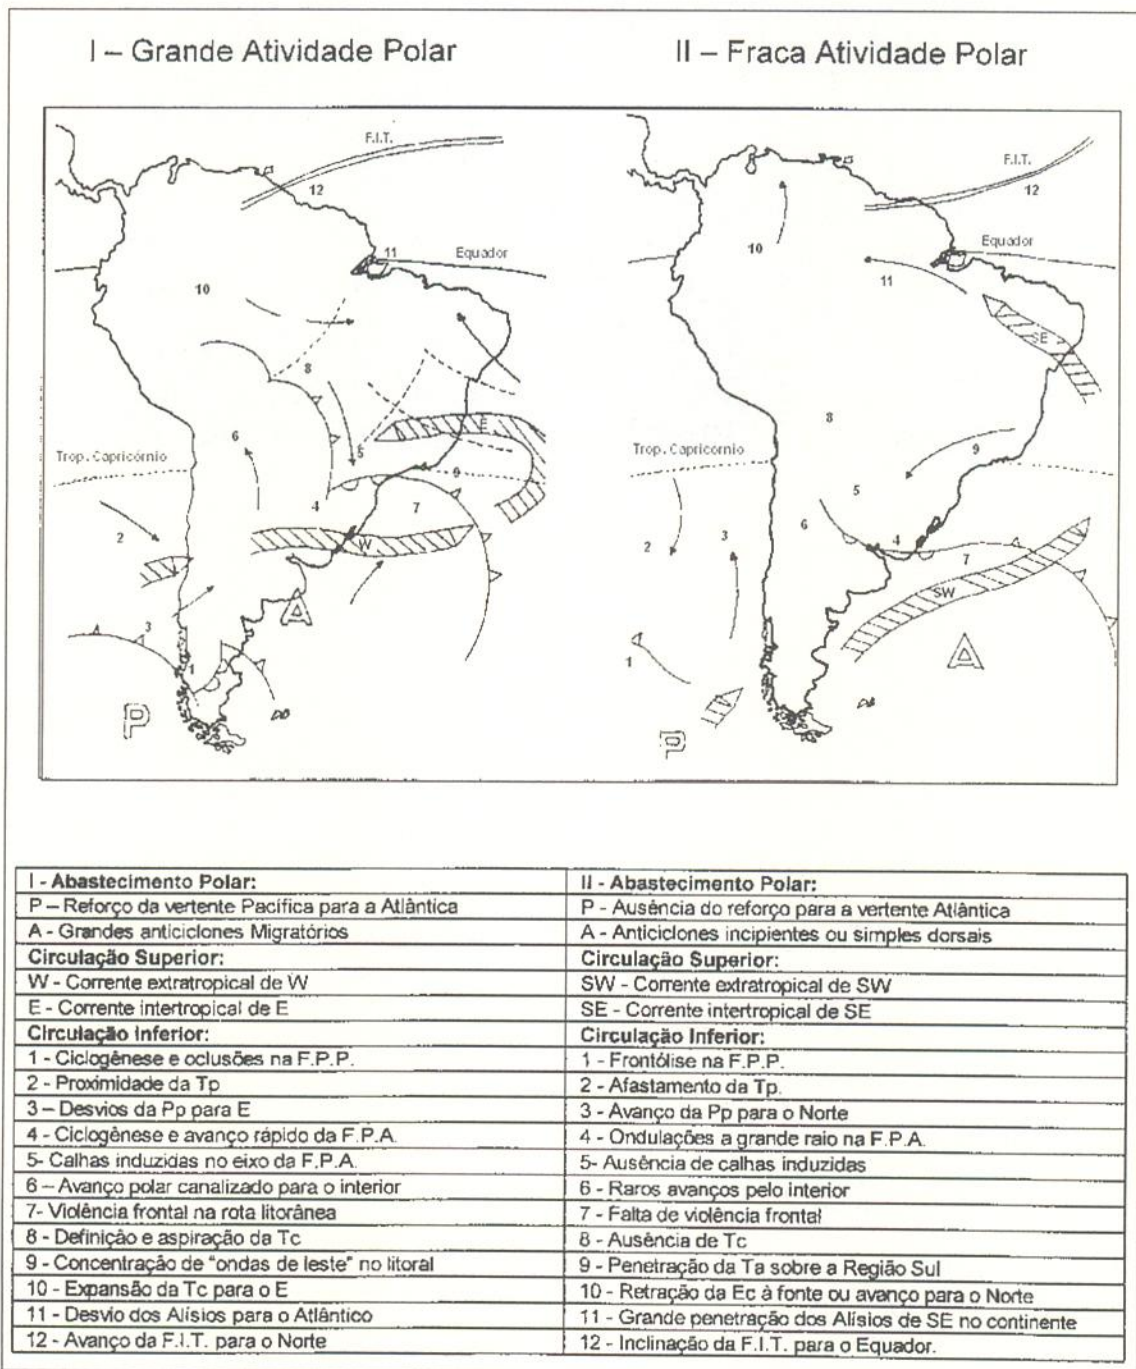 I – Grande Atividade Polar
II – Fraca Atividade Polar
F.I.T.
12
11
Equador
10
8
E
6
Trop. Capricórnio
5
9
4
7
2
W
A
3
1
P
F.I.T.
12
10
Equador
11
SE
8
Trop. Capricórnio
9
5
6
2
3
4
7
SW
1
A
P
I - Abastecimento Polar:
II - Abastecimento Polar:
P – Reforço da vertente Pacífica para a Atlântica
P - Ausência do reforço para a vertente Atlântica
A - Grandes anticiclones Migratórios
A - Anticiclones incipientes ou simples dorsais
Circulação Superior:
Circulação Superior:
W - Corrente extratropical de W
SW - Corrente extratropical de SW
E - Corrente intertropical de E
SE - Corrente intertropical de SE
Circulação Inferior:
Circulação Inferior:
1 - Ciclogênese e oclusões na F.P.P.
1 - Frontólise na F.P.P.
2 - Proximidade da Tp
2 - Afastamento da Tp.
3 – Desvios da Pp para E
3 - Avanço da Pp para o Norte
4 - Ciclogênese e avanço rápido da F.P.A.
4 - Ondulações a grande raio na F.P.A.
5- Calhas induzidas no eixo da F.P.A.
5- Ausência de calhas induzidas
6 – Avanço polar canalizado para o interior
6 - Raros avanços pelo interior
7- Violência frontal na rota litorânea
7 - Falta de violência frontal
8 - Definição e aspiração da Tc
8 - Ausência de Tc
9 - Concentração de "ondas de leste" no litoral
9 - Penetração da Ta sobre a Região Sul
10 - Expansão da Tc para o E
10 - Retração da Ec à fonte ou avanço para o Norte
11 - Desvio dos Alísios para o Atlântico
11 - Grande penetração dos Alísios de SE no continente
12 - Avanço da F.I.T. para o Norte
12 - Inclinação da F.I.T. para o Equador.